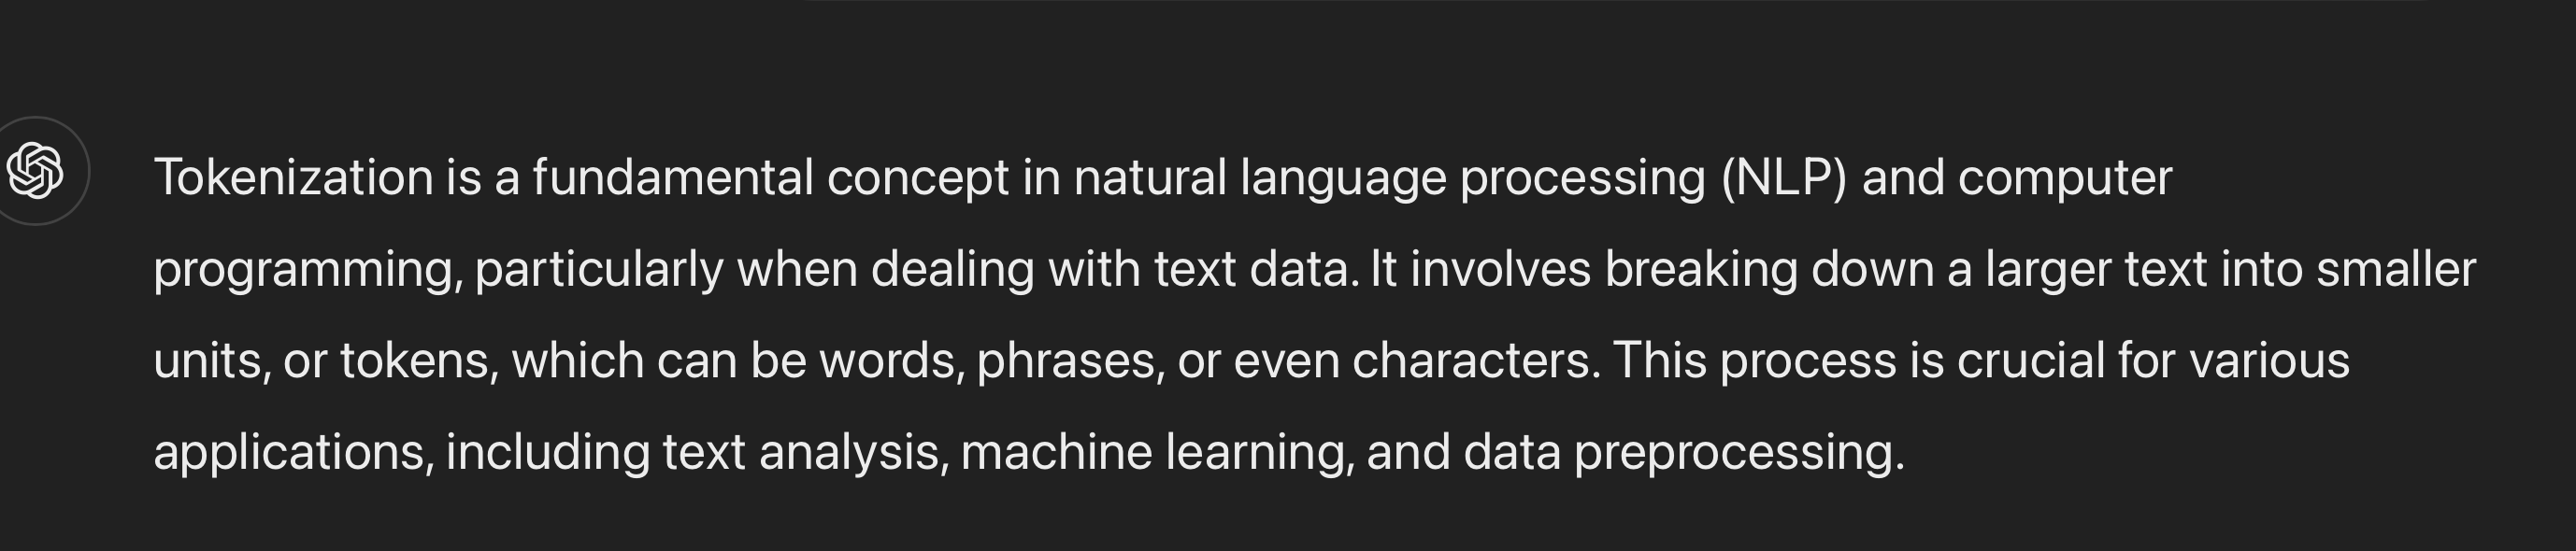 Tokenization is a fundamental concept in natural language processing (NLP) and computer
programming, particularly when dealing with text data. It involves breaking down a larger text into smaller
units, or tokens, which can be words, phrases, or even characters. This process is crucial for various
applications, including text analysis, machine learning, and data preprocessing.